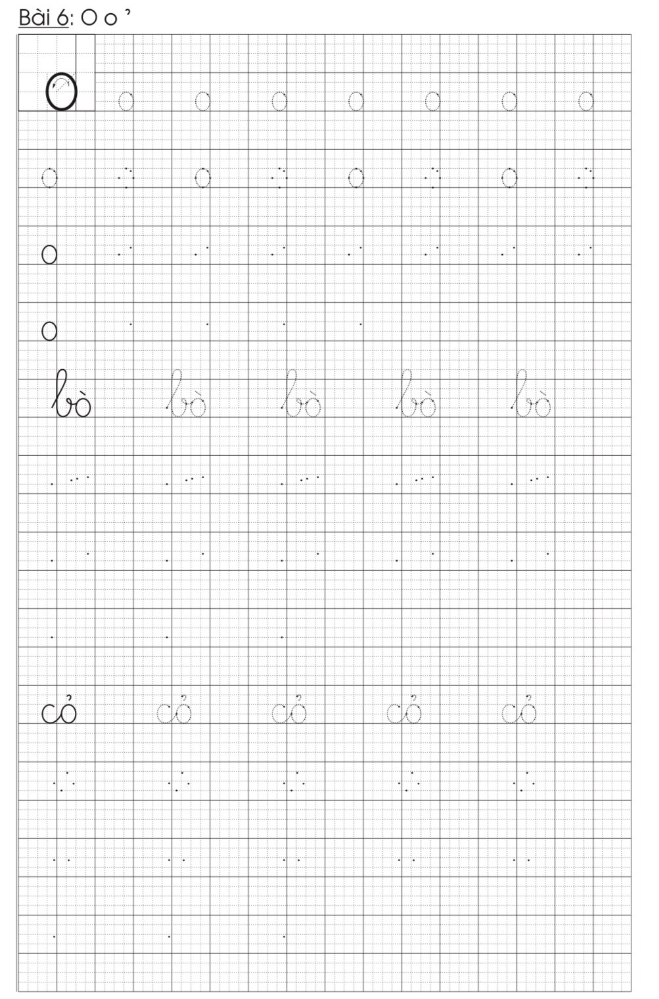 Bài 6: O o ̉
o o o o o o o o
o o o o
o
o
bò bò bò bò bò
cỏ cỏ cỏ cỏ cỏ